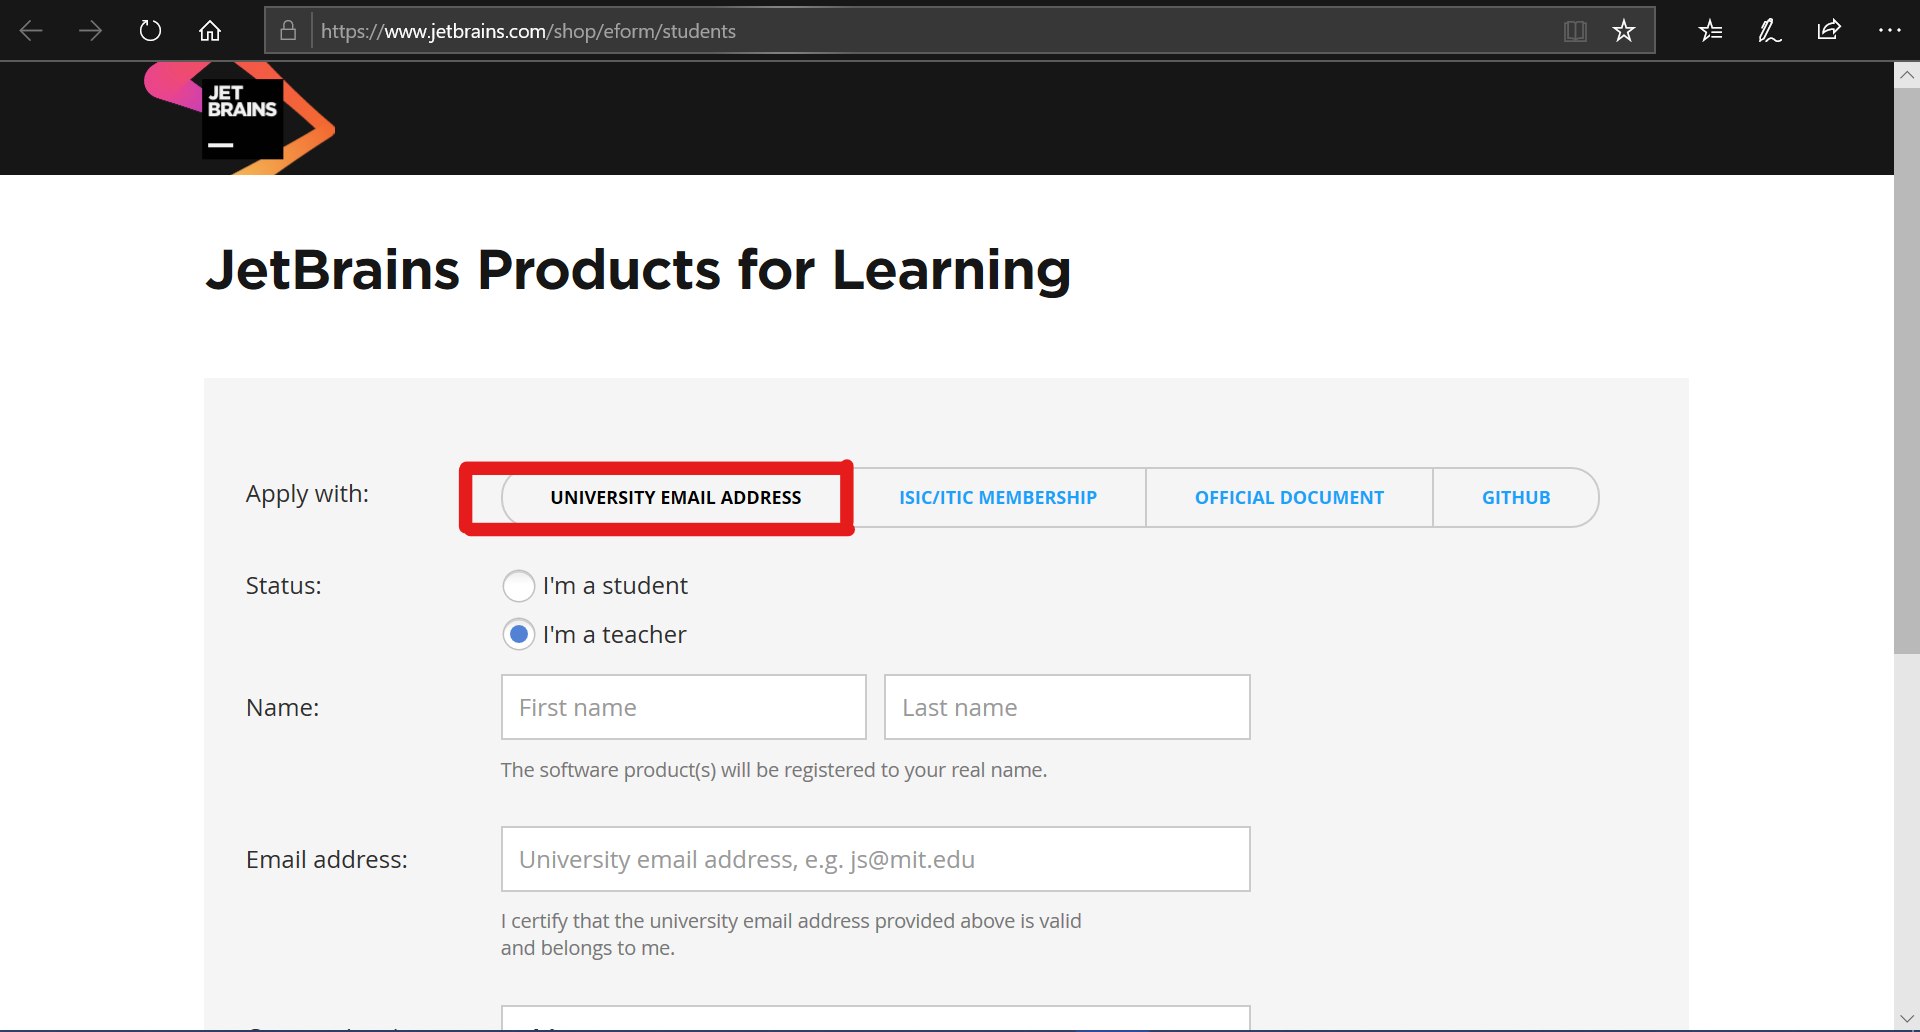 https://www.jetbrains.com/shop/eform/students
JET
BRAINS
JetBrains Products for Learning
Apply with:
UNIVERSITY EMAIL ADDRESS
ISIC/ITIC MEMBERSHIP
OFFICIAL DOCUMENT
GITHUB
Status:
I'm a student
I'm a teacher
Name:
First name
Last name
The software product(s) will be registered to your real name.
Email address:
University email address, e.g. js@mit.edu
I certify that the university email address provided above is valid
and belongs to me.